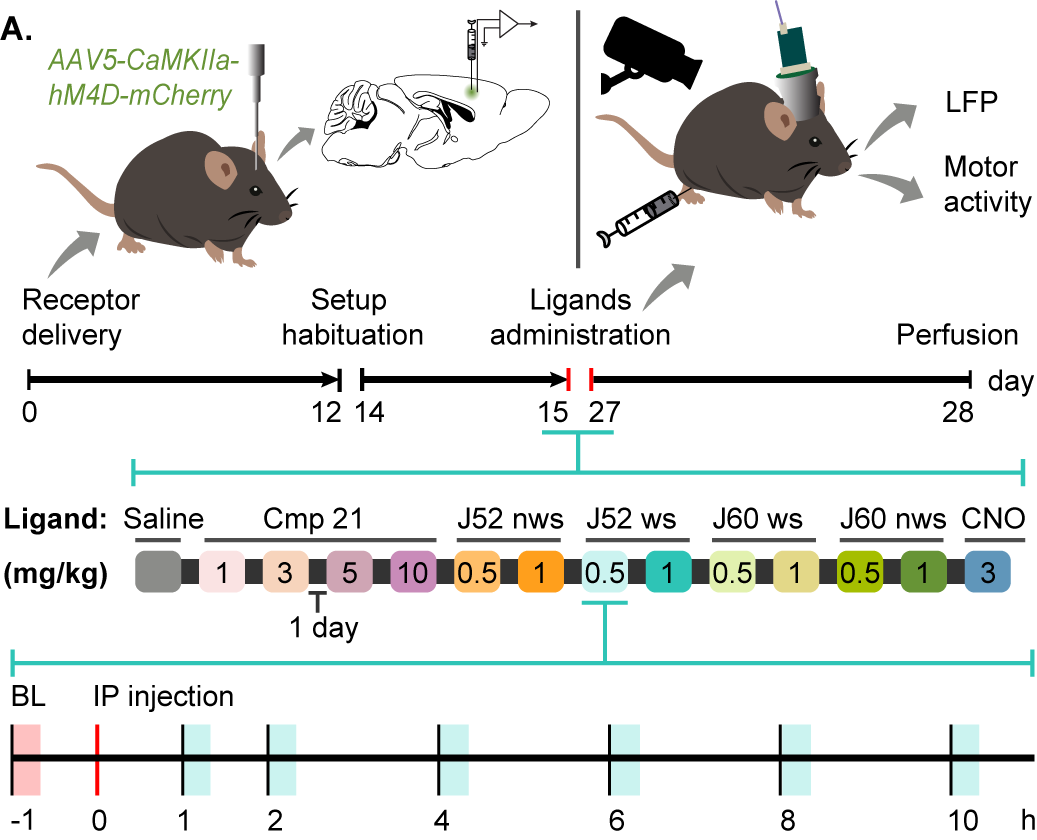 A.
AAV5-CaMKIIa-
hM4D-mCherry
LFP
Motor
activity
Receptor
delivery
Setup
habituation
Ligands
administration
Perfusion
day
0 12 14 15 27 28
Ligand: Saline Cmp 21 J52 nws J52 ws J60 ws J60 nws CNO
(mg/kg) 1 3 5 10 0.5 1 0.5 1 0.5 1 0.5 1 3
1 day
BL IP injection
-1 0 1 2 4 6 8 10 h